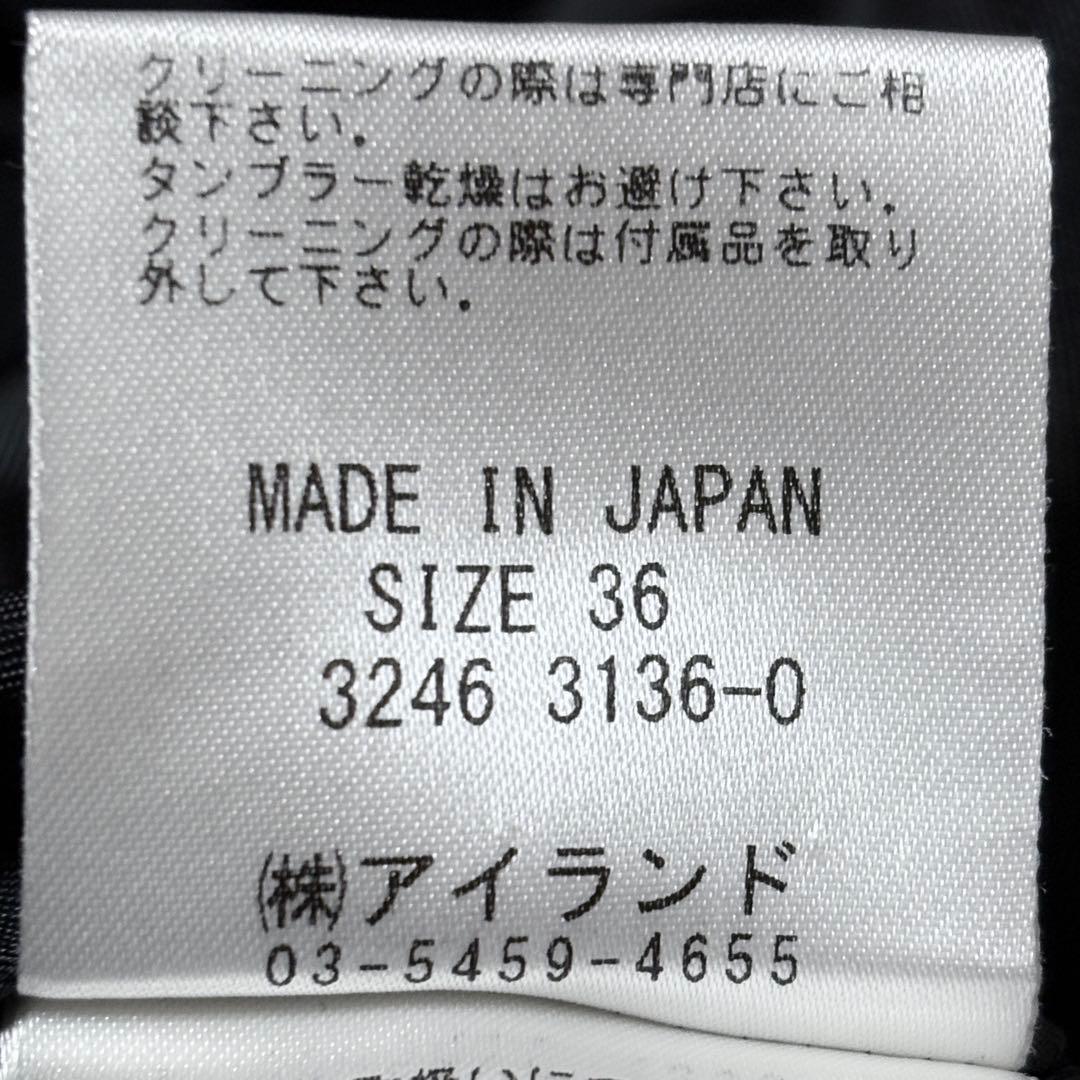 クリーニングの際は専門店にご相
談下さい．
タンブラー乾燥はお避け下さい．
クリーニングの際は付属品を取り
外して下さい．
MADE IN JAPAN
SIZE 36
3246 3136-0
㈱アイランド
03-5459-4655